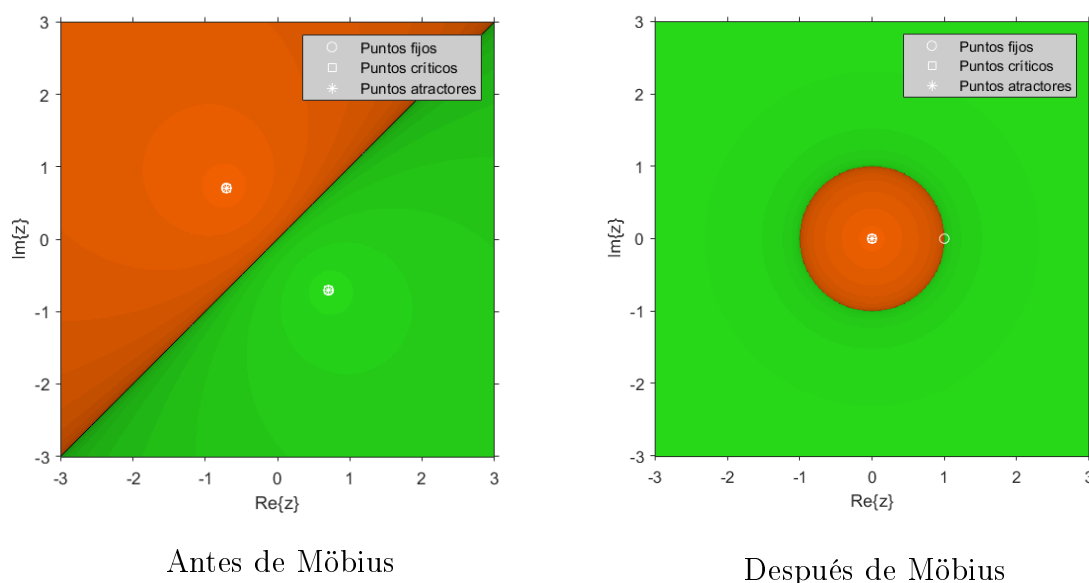 3
2
1
0
-1
-2
-3
Im{z}
Puntos fijos
Puntos críticos
Puntos atractores
-3 -2 -1 0 1 2 3
Re{z}
Antes de Möbius
3
2
1
0
-1
-2
-3
Im{z}
Puntos fijos
Puntos críticos
Puntos atractores
-3 -2 -1 0 1 2 3
Re{z}
Después de Möbius